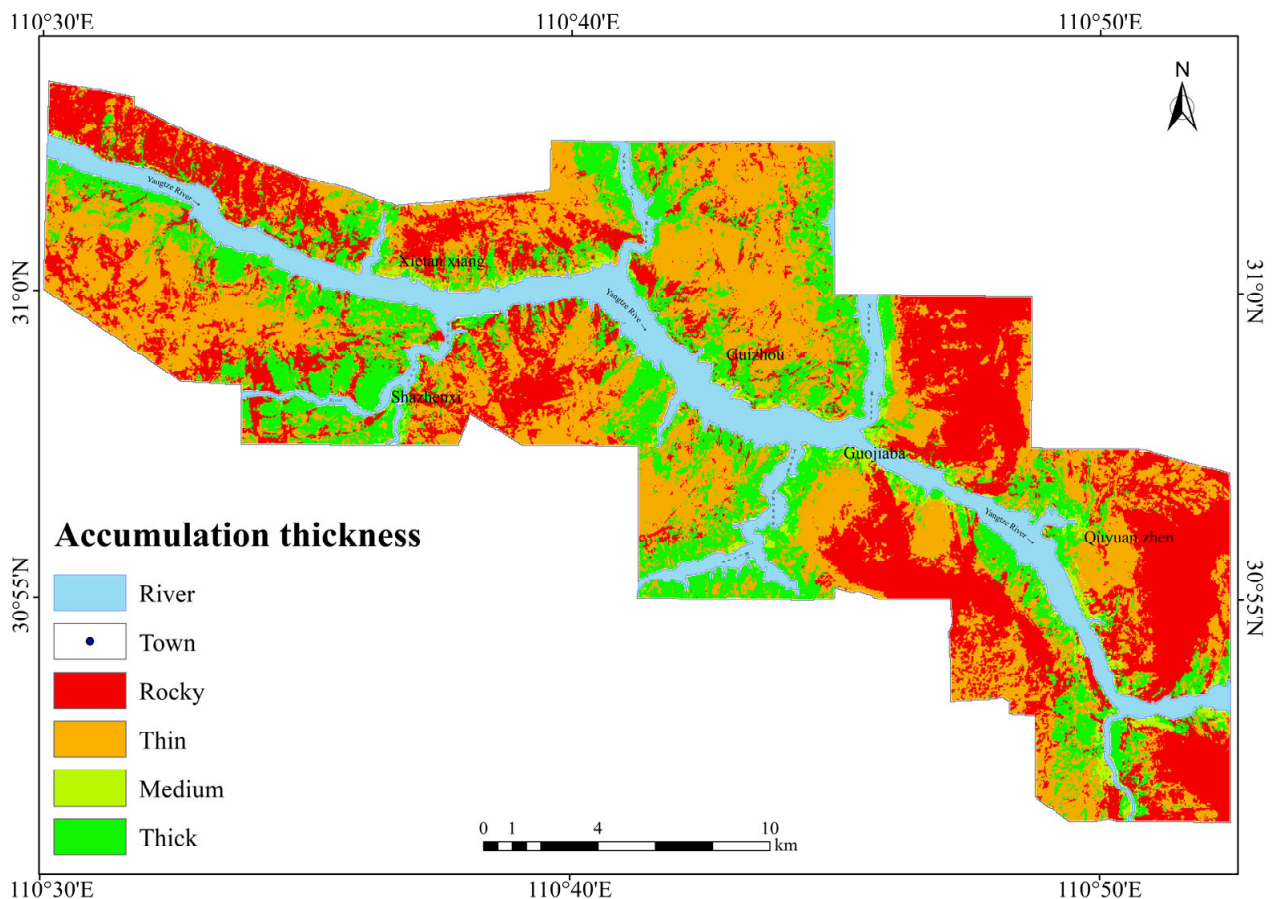 110°30'E
110°40'E
110°50'E
N
Yangtze River
Xietan xiang
31°0'N
31°0'N
Yangtze Rive
Guizhou
Shazhenxi
River
Guojiaba
Yangtze River
Quyuan zhen
Accumulation thickness
30°55'N
30°55'N
River
Town
Rocky
Thin
Medium
Thick
0 1 4 10
km
110°30'E
110°40'E
110°50'E